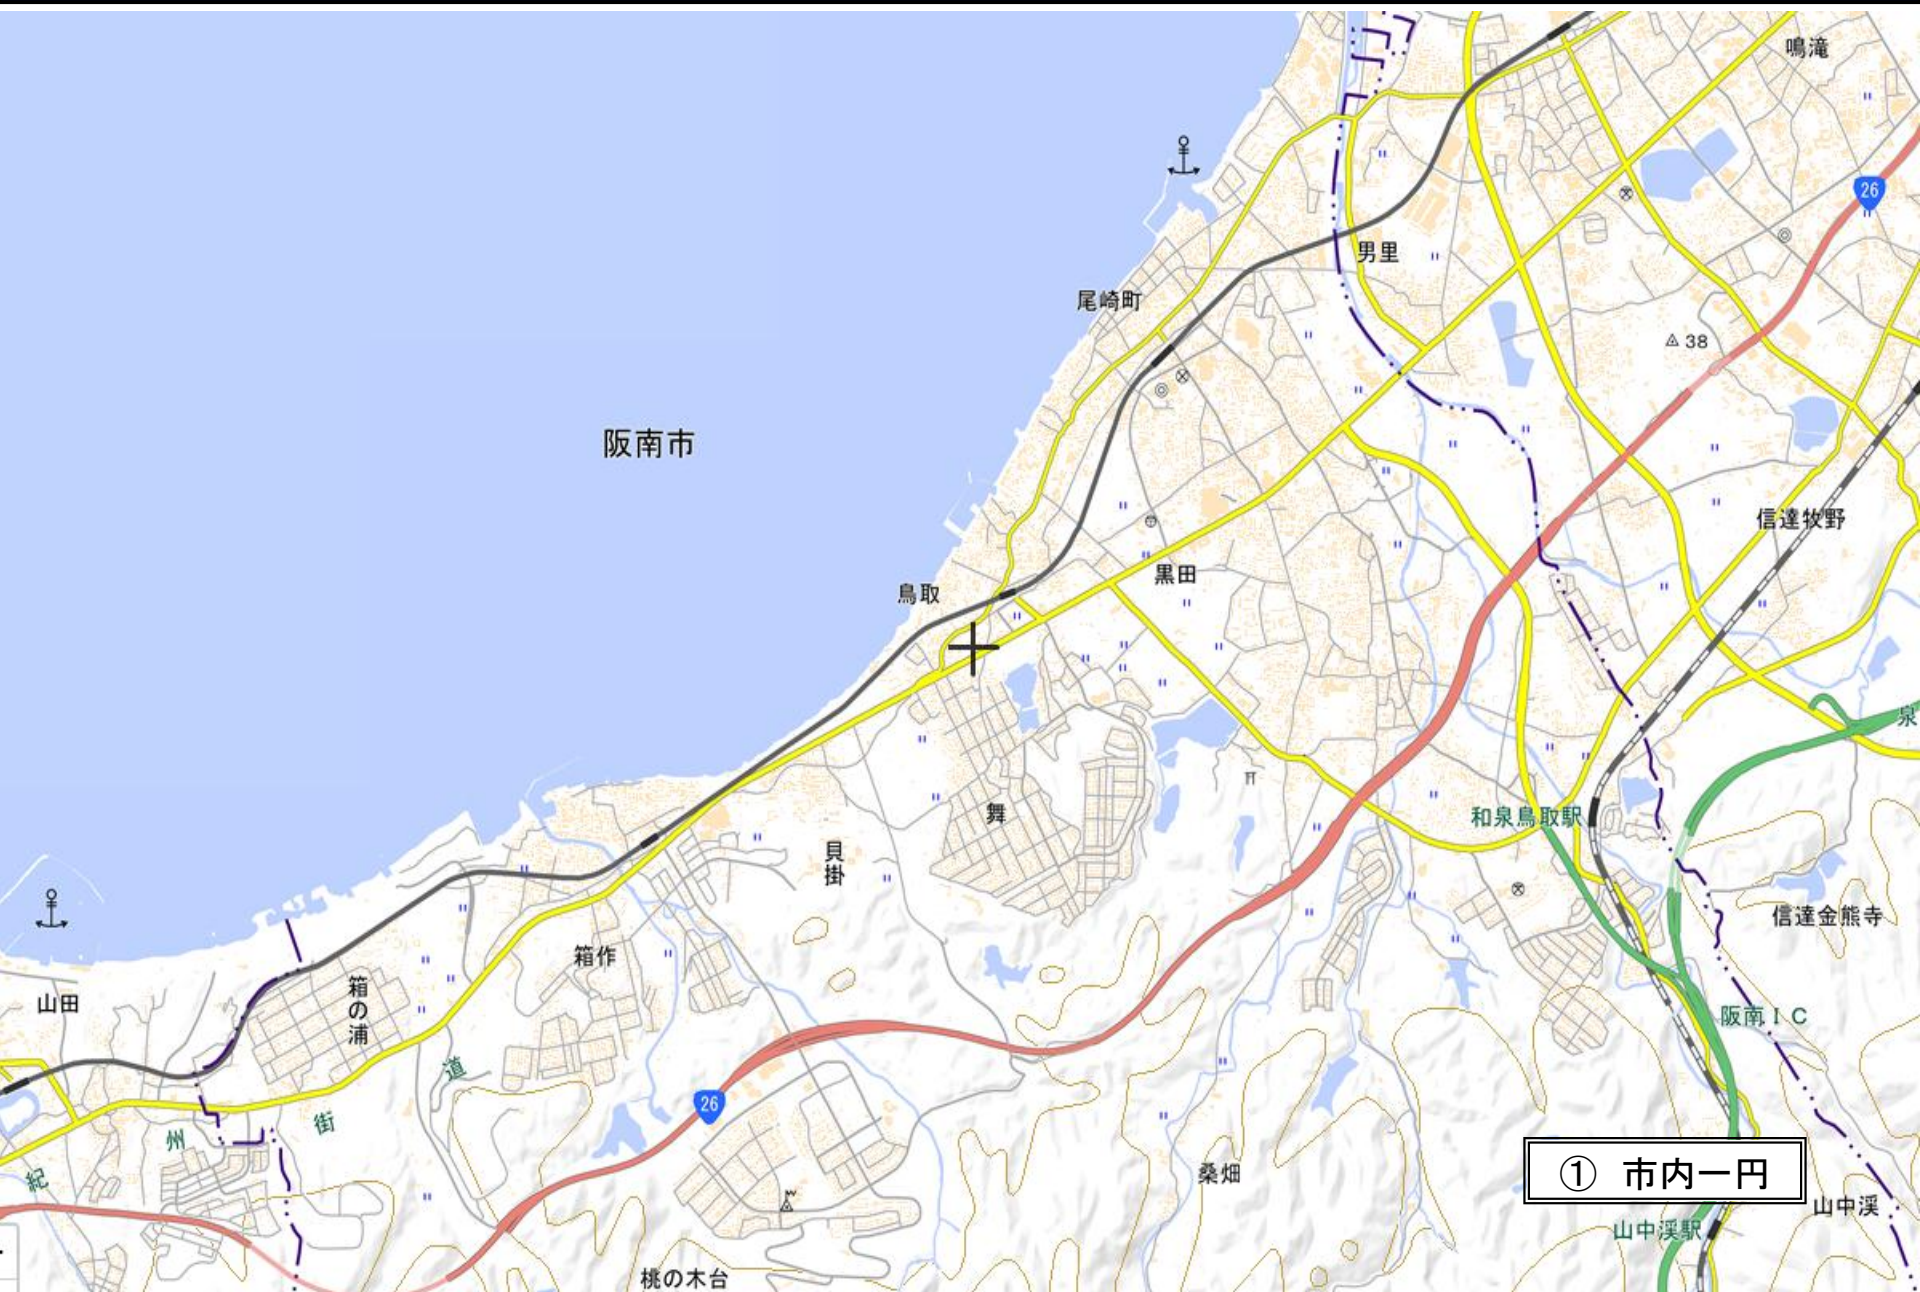 鳴滝
26
男里
尾崎町
38
阪南市
信達牧野
鳥取
黒田
泉
舞
和泉鳥取駅
貝掛
信達金熊寺
箱作
箱の浦
山田
阪南IC
道
26
街
州
紀
桑畑
① 市内一円
山中渓
山中渓駅
桃の木台